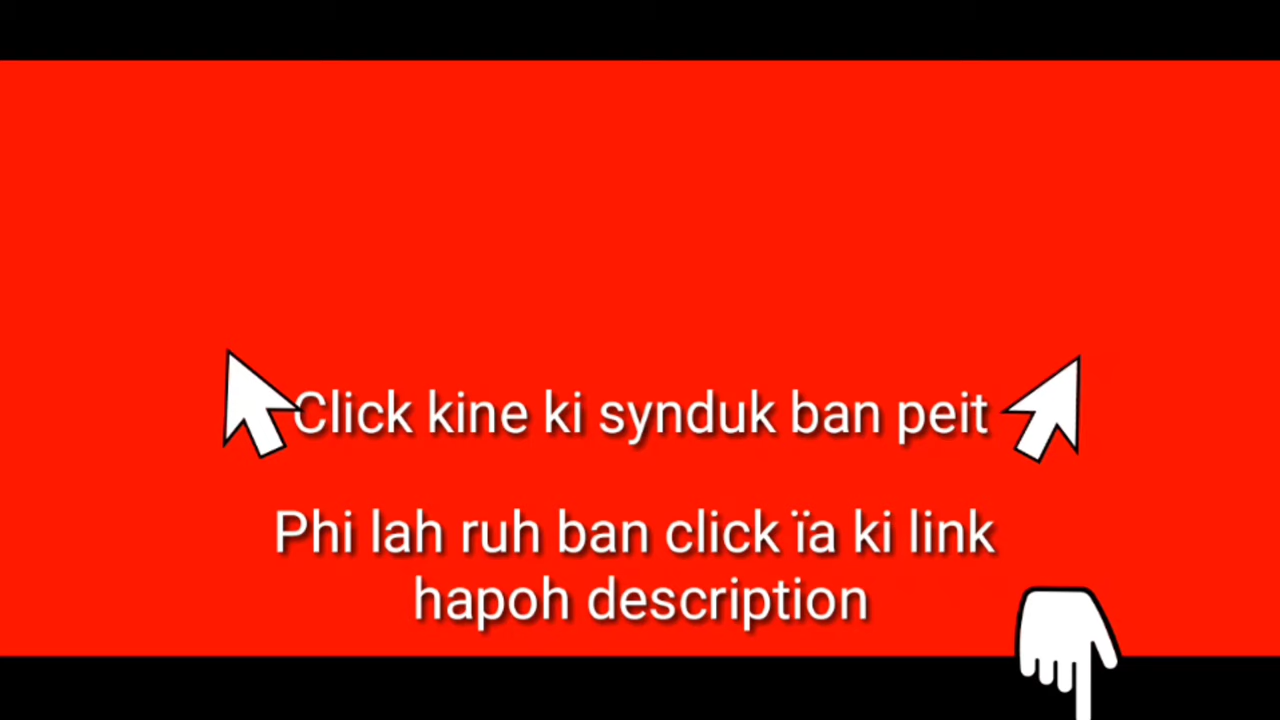 Click kine ki synduk ban peit
Phi lah ruh ban click ïa ki link
hapoh description